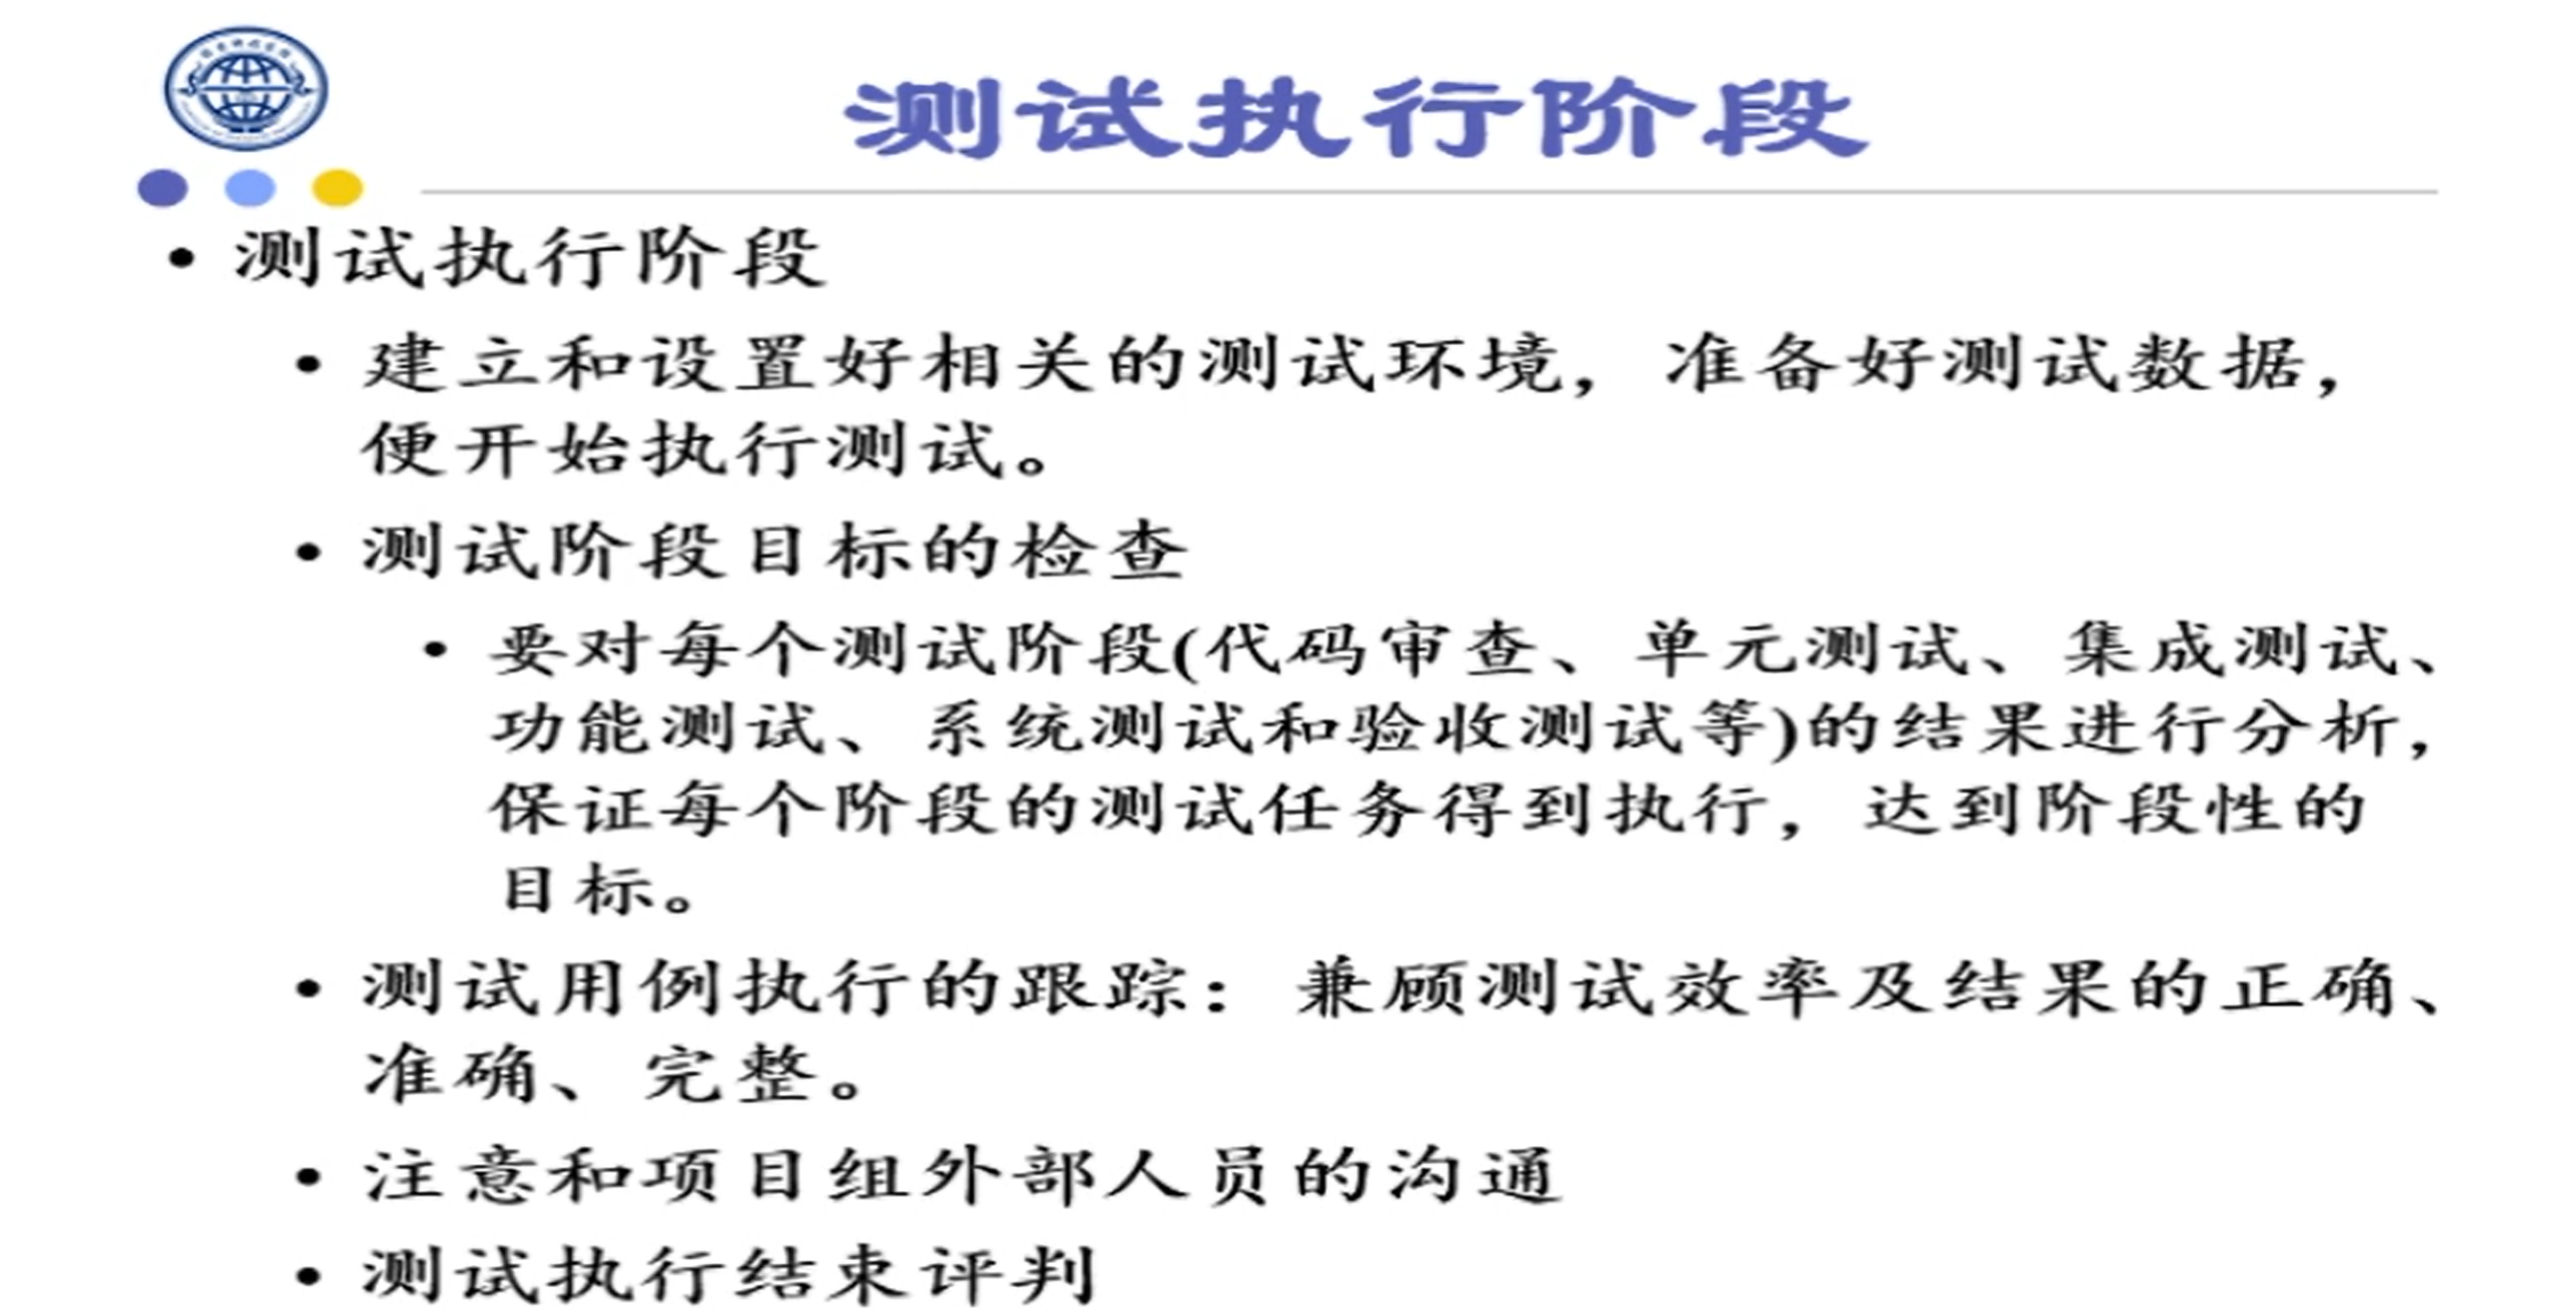 测试执行阶段
• 测试执行阶段
• 建立和设置好相关的测试环境，准备好测试数据，
便开始执行测试。
• 测试阶段目标的检查
• 要对每个测试阶段(代码审查、单元测试、集成测试、
功能测试、系统测试和验收测试等)的结果进行分析，
保证每个阶段的测试任务得到执行，达到阶段性的
目标。
• 测试用例执行的跟踪：兼顾测试效率及结果的正确、
准确、完整。
• 注意和项目组外部人员的沟通
• 测试执行结束评判